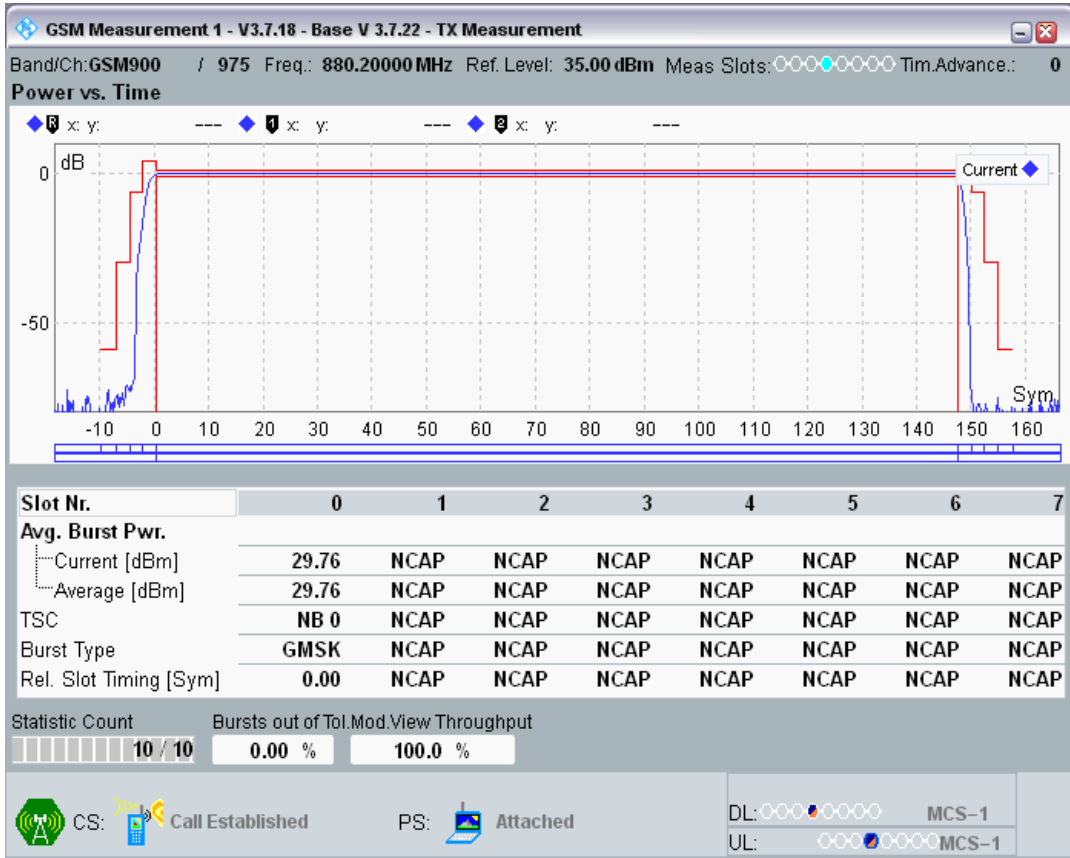 GSM Measurement 1 - V3.7.18 - Base V 3.7.22 - TX Measurement
Band/Ch:GSM900 / 975 Freq.: 880.20000 MHz Ref. Level: 35.00 dBm Meas Slots: Tim.Advance.: 0
Power vs. Time
R x: y: --- 1 x: y: --- 2 x: y: ---
dB
Current
0
-50
Sym.
-10 0 10 20 30 40 50 60 70 80 90 100 110 120 130 140 150 160
Slot Nr. 0 1 2 3 4 5 6 7
Avg. Burst Pwr.
Current [dBm] 29.76 NCAP NCAP NCAP NCAP NCAP NCAP NCAP
Average [dBm] 29.76 NCAP NCAP NCAP NCAP NCAP NCAP NCAP
TSC NB 0 NCAP NCAP NCAP NCAP NCAP NCAP NCAP
Burst Type GMSK NCAP NCAP NCAP NCAP NCAP NCAP NCAP
Rel. Slot Timing [Sym] 0.00 NCAP NCAP NCAP NCAP NCAP NCAP NCAP
Statistic Count Bursts out of Tol.Mod.View Throughput
10 / 10 0.00 % 100.0 %
CS: Call Established PS: Attached
DL: MCS-1
UL: MCS-1